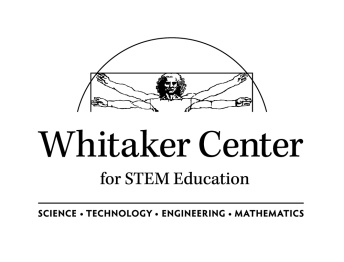 Whitaker Center
for STEM Education
SCIENCE • TECHNOLOGY • ENGINEERING • MATHEMATICS